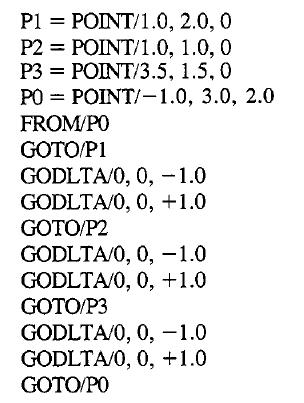 P1 = POINT/1.0, 2.0, 0
P2 = POINT/1.0, 1.0, 0
P3 = POINT/3.5, 1.5, 0
P0 = POINT/−1.0, 3.0, 2.0
FROM/P0
GOTO/P1
GODLTA/0, 0, −1.0
GODLTA/0, 0, +1.0
GOTO/P2
GODLTA/0, 0, −1.0
GODLTA/0, 0, +1.0
GOTO/P3
GODLTA/0, 0, −1.0
GODLTA/0, 0, +1.0
GOTO/P0